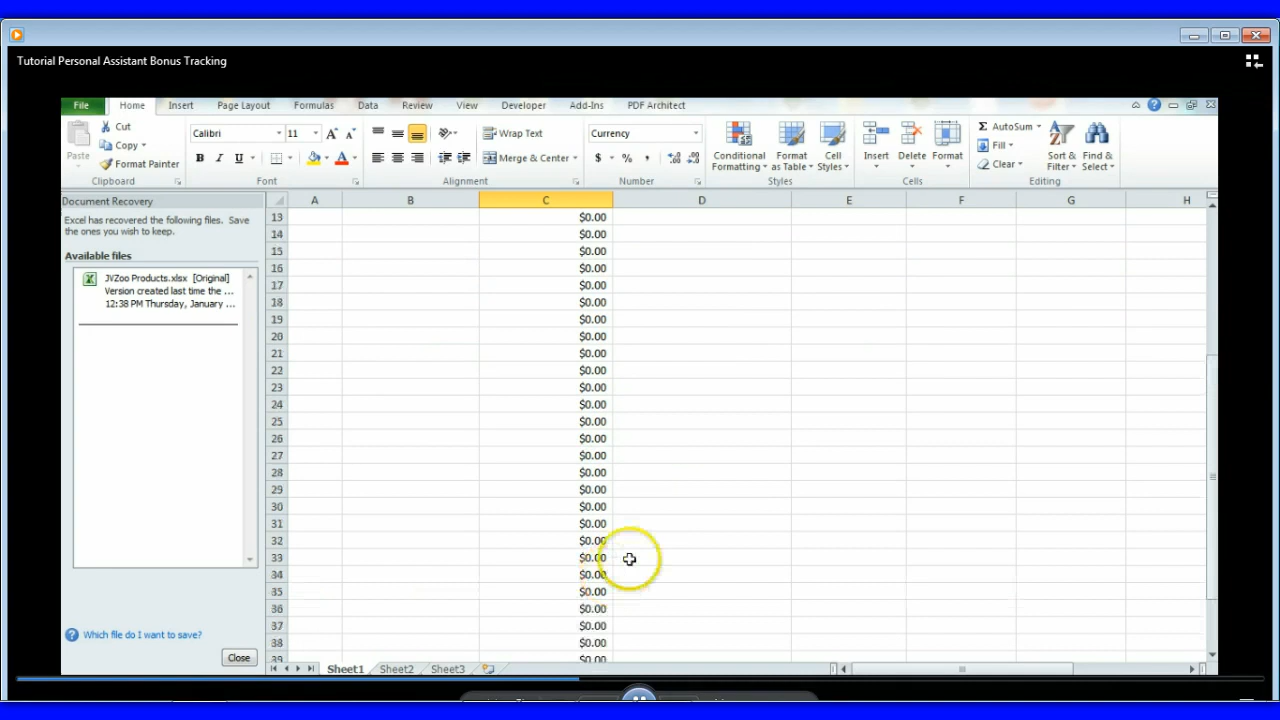 Tutorial Personal Assistant Bonus Tracking
File Home Insert Page Layout Formulas Data Review View Developer Add-Ins PDF Architect
Cut
Copy
Format Painter
Paste
Clipboard
Calibri 11
B I U
Font
Wrap Text
Merge & Center
Alignment
Currency
$ % ,
Number
Conditional Formatting
Format as Table
Cell Styles
Styles
Insert Delete Format
Cells
AutoSum
Fill
Clear
Sort & Filter
Find & Select
Editing
Document Recovery
Excel has recovered the following files. Save
the ones you wish to keep.
Available files
JVZoo Products.xlsx [Original]
Version created last time the ...
12:38 PM Thursday, January ...
Which file do I want to save?
Close
A B C D E F G H
13 $0.00
14 $0.00
15 $0.00
16 $0.00
17 $0.00
18 $0.00
19 $0.00
20 $0.00
21 $0.00
22 $0.00
23 $0.00
24 $0.00
25 $0.00
26 $0.00
27 $0.00
28 $0.00
29 $0.00
30 $0.00
31 $0.00
32 $0.00
33 $0.00
34 $0.00
35 $0.00
36 $0.00
37 $0.00
38 $0.00
39 $0.00
Sheet1 Sheet2 Sheet3